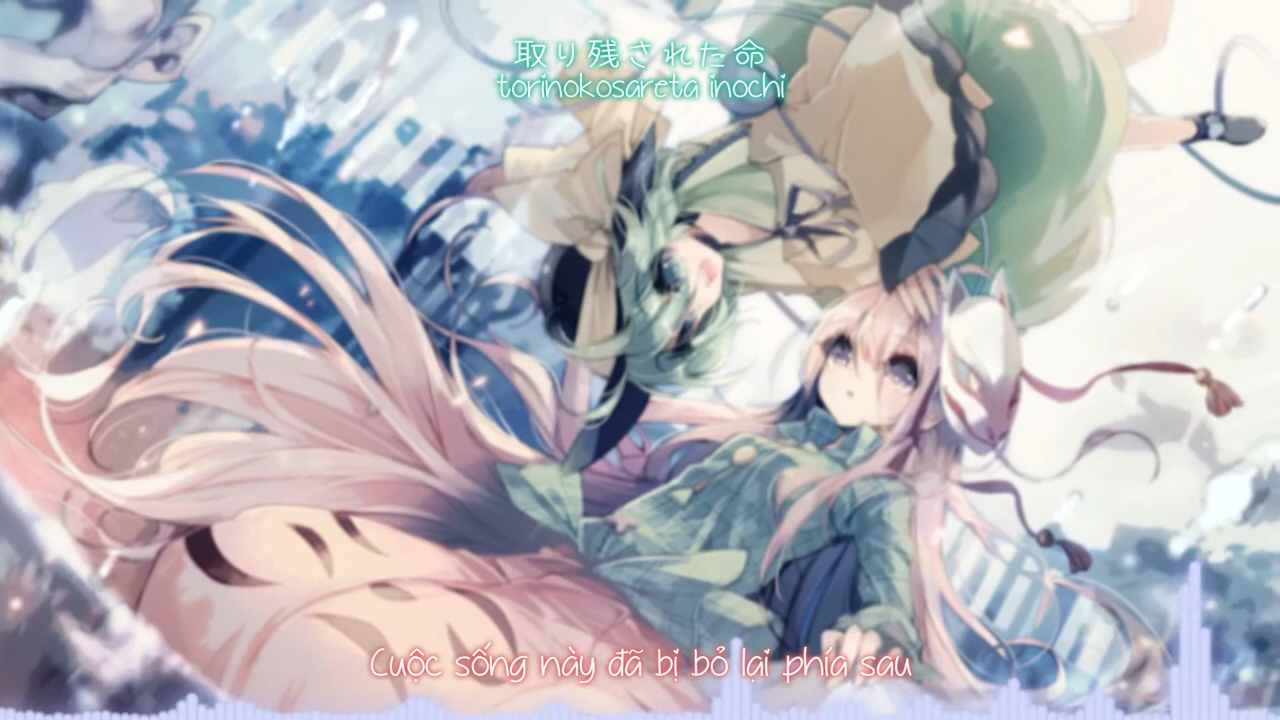 取り残された命
torinokosareta inochi
Cuộc sống này đã bị bỏ lại phía sau